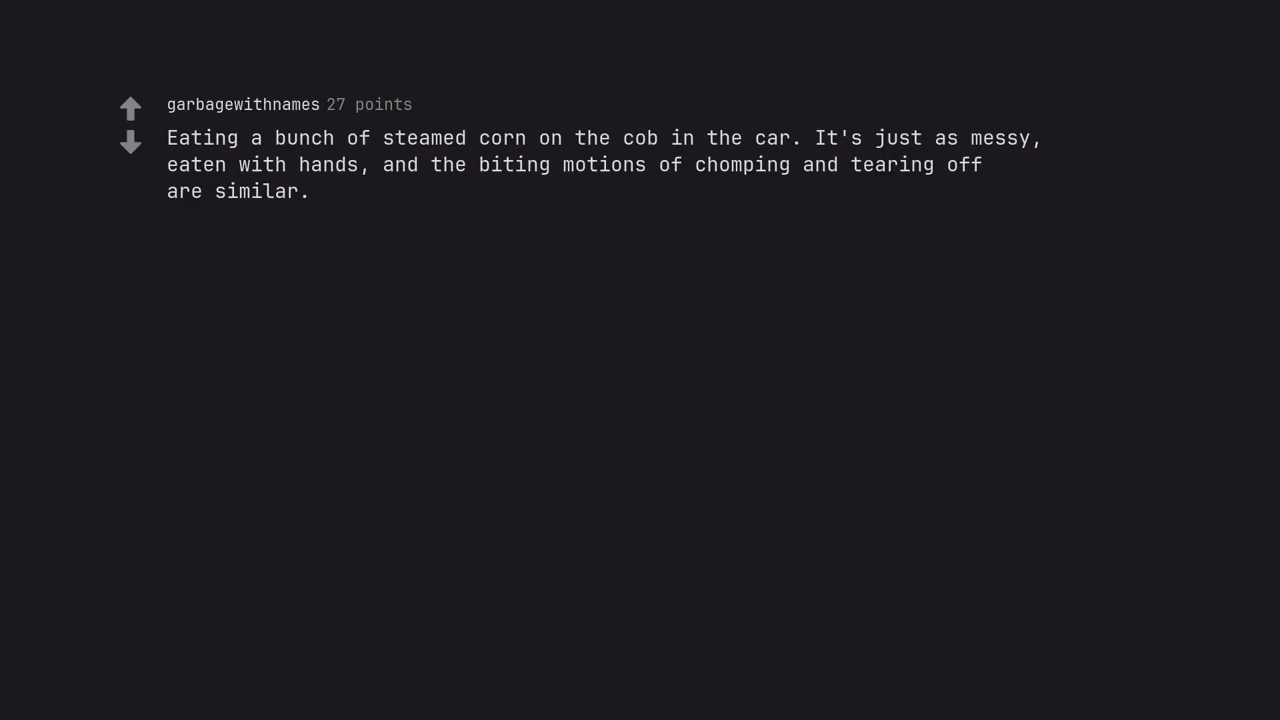 garbagewithnames 27 points
Eating a bunch of steamed corn on the cob in the car. It's just as messy,
eaten with hands, and the biting motions of chomping and tearing off
are similar.